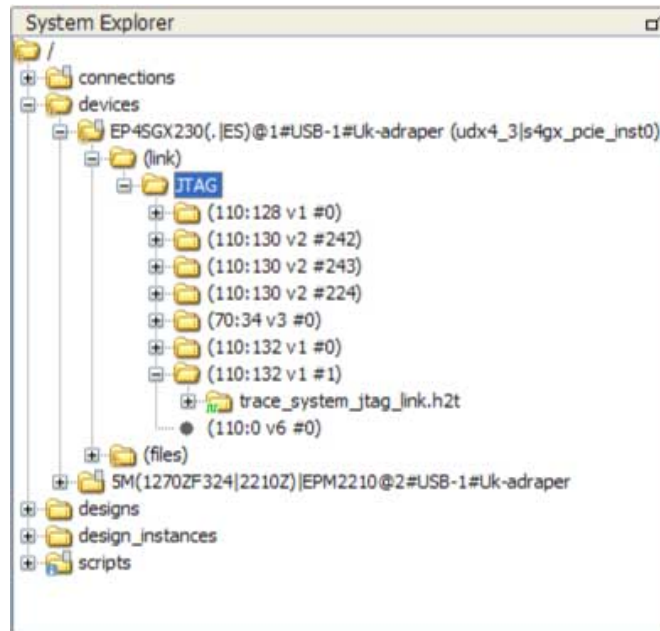 System Explorer
/
connections
devices
EP4SGX230(.|ES)@1#USB-1#Uk-adraper (udx4_3|s4gx_pcie_inst0)
(link)
JTAG
(110:128 v1 #0)
(110:130 v2 #242)
(110:130 v2 #243)
(110:130 v2 #224)
(70:34 v3 #0)
(110:132 v1 #0)
(110:132 v1 #1)
trace_system_jtag_link.h2t
(110:0 v6 #0)
(files)
5M(1270ZF324|2210Z)|EPM2210@2#USB-1#Uk-adraper
designs
design_instances
scripts